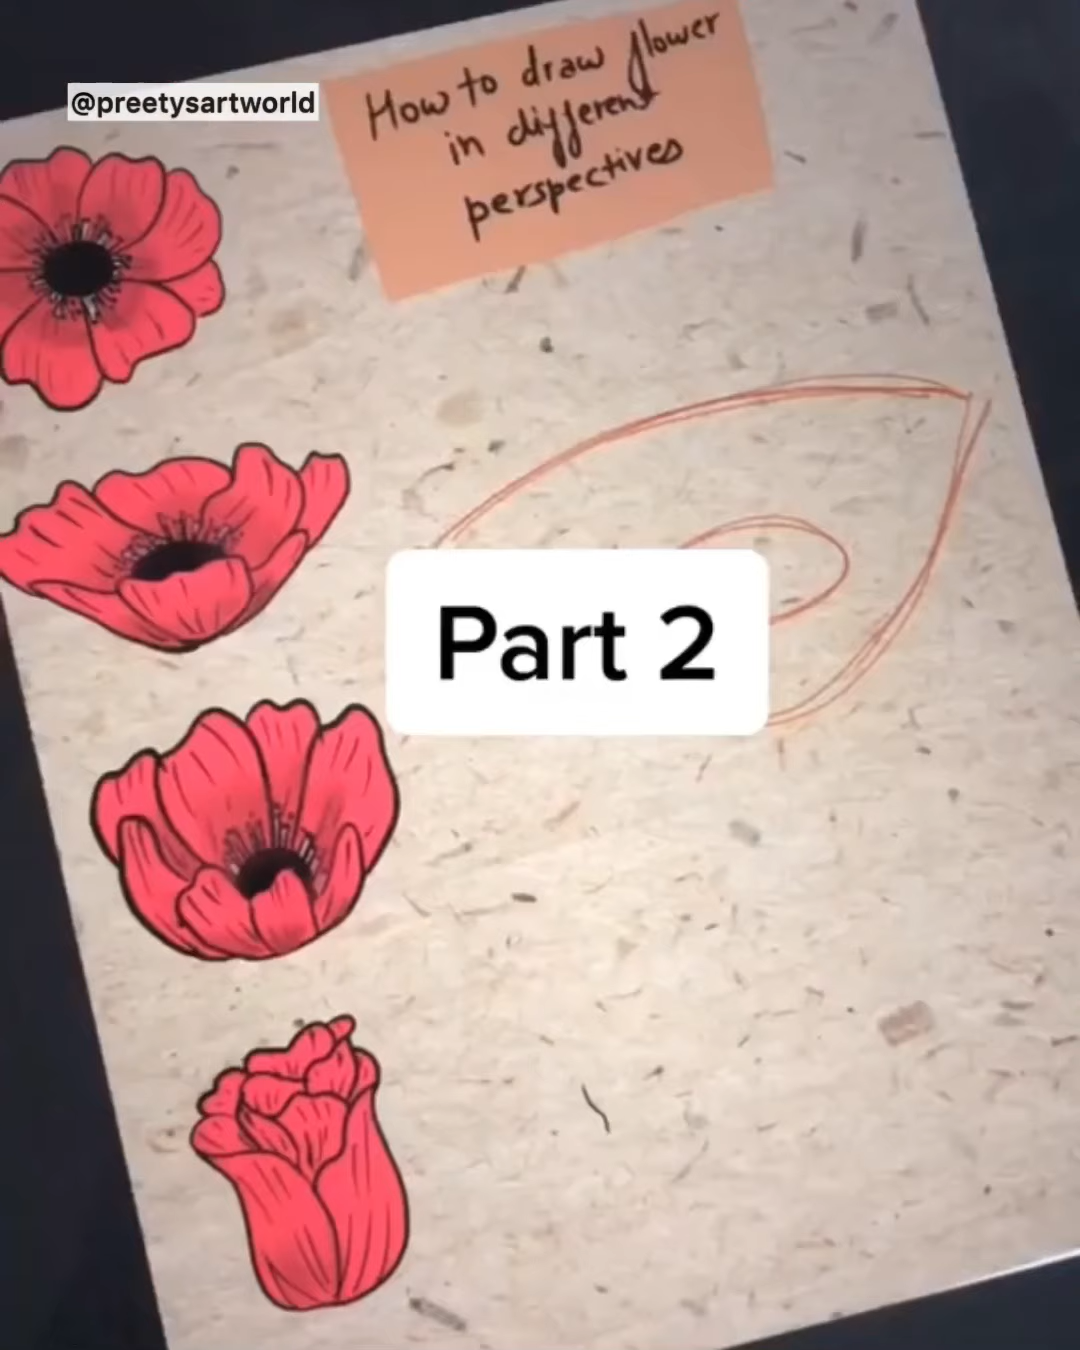 @preetysartworld
How to draw flower
in different
perspectives
Part 2